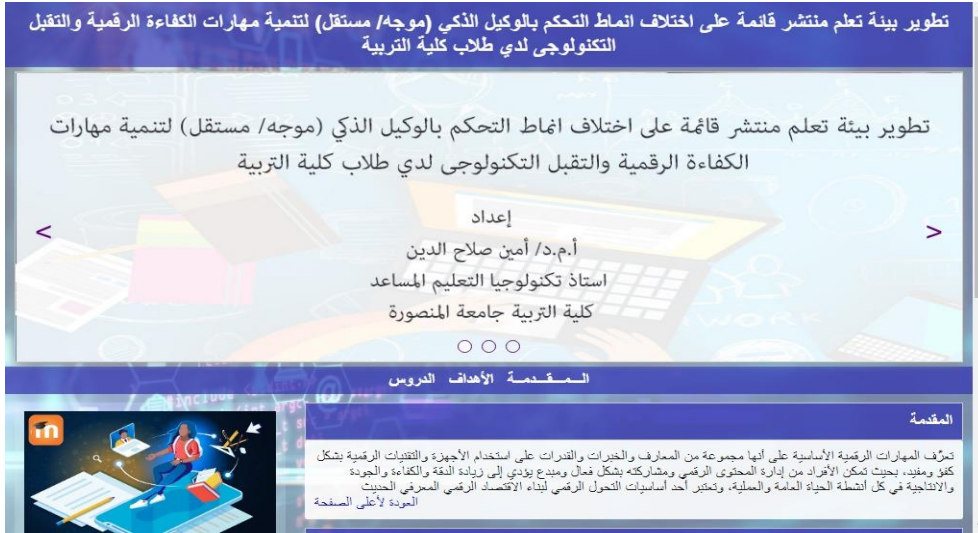 تطوير بيئة تعلم منتشر قائمة على اختلاف انماط التحكم بالوكيل الذكي (موجه/ مستقل) لتنمية مهارات الكفاءة الرقمية والتقبل
التكنولوجى لدي طلاب كلية التربية
تطوير بيئة تعلم منتشر قائمة على اختلاف انماط التحكم بالوكيل الذكي (موجه/ مستقل) لتنمية مهارات
الكفاءة الرقمية والتقبل التكنولوجى لدي طلاب كلية التربية
إعداد
أ.م.د/ أمين صلاح الدين
استاذ تكنولوجيا التعليم المساعد
كلية التربية جامعة المنصورة
الـمـقـدمـة الأهداف الدروس
المقدمة
تعرّف المهارات الرقمية الأساسية على أنها مجموعة من المعارف والخبرات والقدرات على استخدام الأجهزة والتقنيات الرقمية بشكل
كفؤ ومفيد، بحيث تمكن الأفراد من إدارة المحتوى الرقمي ومشاركته بشكل فعال ومبدع يؤدي إلى زيادة الدقة والكفاءة والجودة
والانتاجية في كل أنشطة الحياة العامة والعملية، وتعتبر أحد أساسيات التحول الرقمي لبناء الاقتصاد الرقمي المعرفي الحديث
العودة لأعلى الصفحة